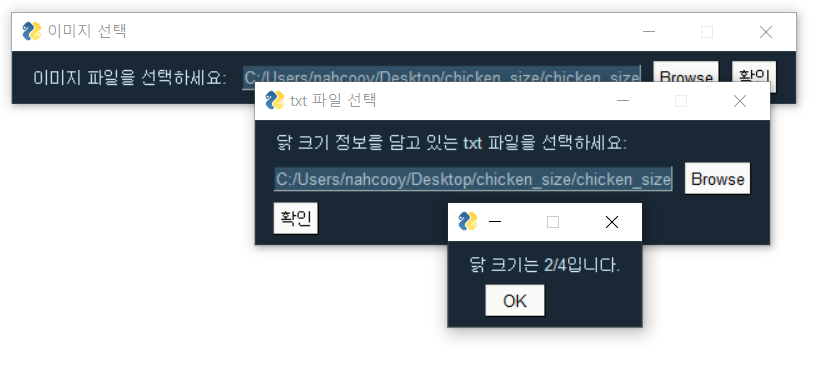 이미지 선택
이미지 파일을 선택하세요: C:/Users/nahcooy/Desktop/chicken_size/chicken_size Browse 확인
txt 파일 선택
닭 크기 정보를 담고 있는 txt 파일을 선택하세요:
C:/Users/nahcooy/Desktop/chicken_size/chicken_size Browse
확인
닭 크기는 2/4입니다.
OK